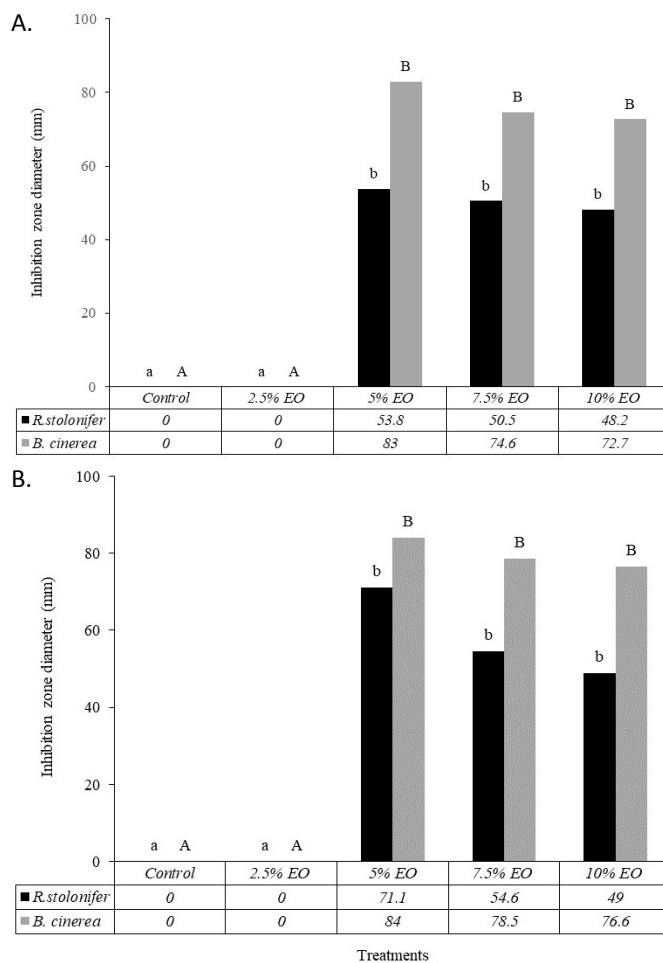 A.
100
B
80
B
B
60
b
b
b
40
20
a A a A
0
Inhibition zone diameter (mm)
Control 2.5% EO 5% EO 7.5% EO 10% EO
R.stolonifer 0 0 53.8 50.5 48.2
B. cinerea 0 0 83 74.6 72.7
B.
100
B
B
B
80
b
60
b
b
40
20
a A a A
0
Inhibition zone diameter (mm)
Control 2.5% EO 5% EO 7.5% EO 10% EO
R.stolonifer 0 0 71.1 54.6 49
B. cinerea 0 0 84 78.5 76.6
Treatments